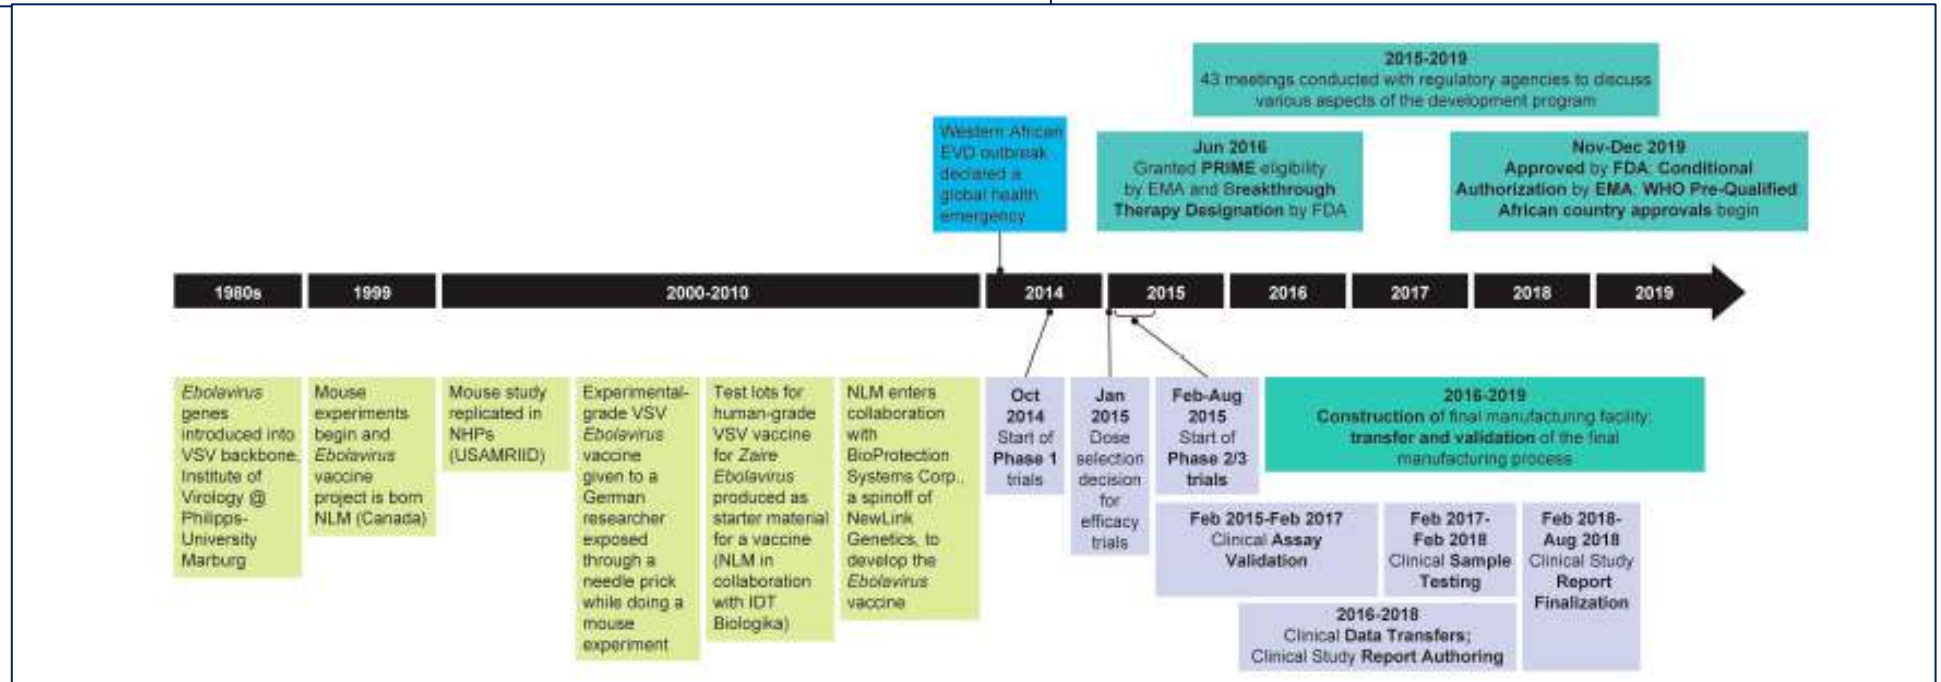 2015-2019
43 meetings conducted with regulatory agencies to discuss
various aspects of the development program
Western African
EVD outbreak
declared a
global health
emergency
Jun 2016
Granted PRIME eligibility
by EMA and Breakthrough
Therapy Designation by FDA
Nov-Dec 2019
Approved by FDA: Conditional
Authorization by EMA: WHO Pre-Qualified
African country approvals begin
1980s
1999
2000-2010
2014
2015
2016
2017
2018
2019
Ebolavirus
genes
introduced into
VSV backbone,
Institute of
Virology @
Philipps-
University
Marburg
Mouse
experiments
begin and
Ebolavirus
vaccine
project is born
NLM (Canada)
Mouse study
replicated in
NHPs
(USAMRIID)
Experimental-
grade VSV
Ebolavirus
vaccine
given to a
German
researcher
exposed
through a
needle prick
while doing a
mouse
experiment
Test lots for
human-grade
VSV vaccine
for Zaire
Ebolavirus
produced as
starter material
for a vaccine
(NLM in
collaboration
with IDT
Biologika)
NLM enters
collaboration
with
BioProtection
Systems Corp.,
a spinoff of
NewLink
Genetics, to
develop the
Ebolavirus
vaccine
Oct
2014
Start of
Phase 1
trials
Jan
2015
Dose
selection
decision
for
efficacy
trials
Feb-Aug
2015
Start of
Phase 2/3
trials
2016-2019
Construction of final manufacturing facility;
transfer and validation of the final
manufacturing process
Feb 2015-Feb 2017
Clinical Assay
Validation
Feb 2017-
Feb 2018
Clinical Sample
Testing
Feb 2018-
Aug 2018
Clinical Study
Report
Finalization
2016-2018
Clinical Data Transfers;
Clinical Study Report Authoring